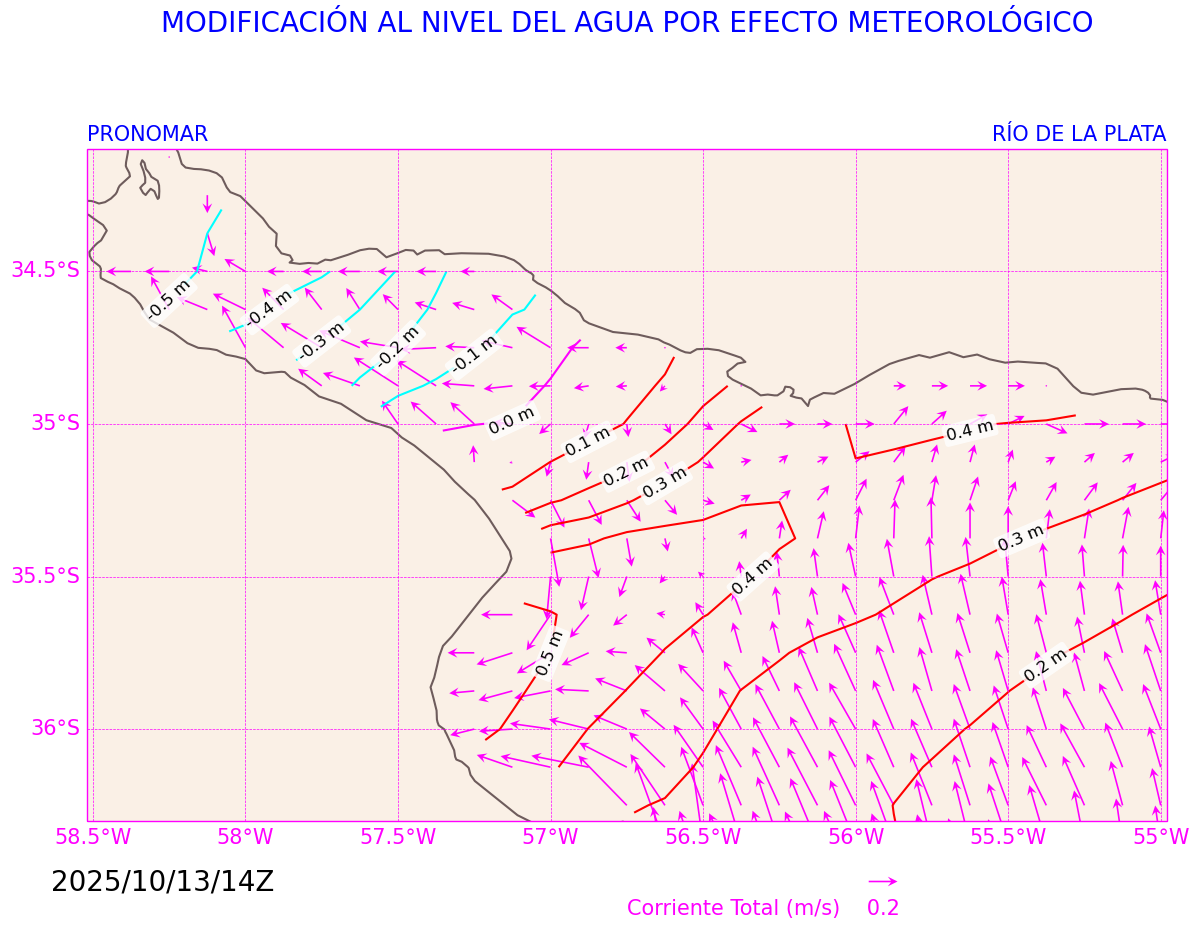 MODIFICACIÓN AL NIVEL DEL AGUA POR EFECTO METEOROLÓGICO
PRONOMAR RÍO DE LA PLATA
34.5°S
-0.5 m
-0.4 m
-0.3 m
-0.2 m
-0.1 m
35°S
0.0 m
0.1 m
0.2 m
0.3 m
0.4 m
35.5°S
0.3 m
0.4 m
0.5 m
0.2 m
36°S
58.5°W 58°W 57.5°W 57°W 56.5°W 56°W 55.5°W 55°W
2025/10/13/14Z
Corriente Total (m/s) 0.2